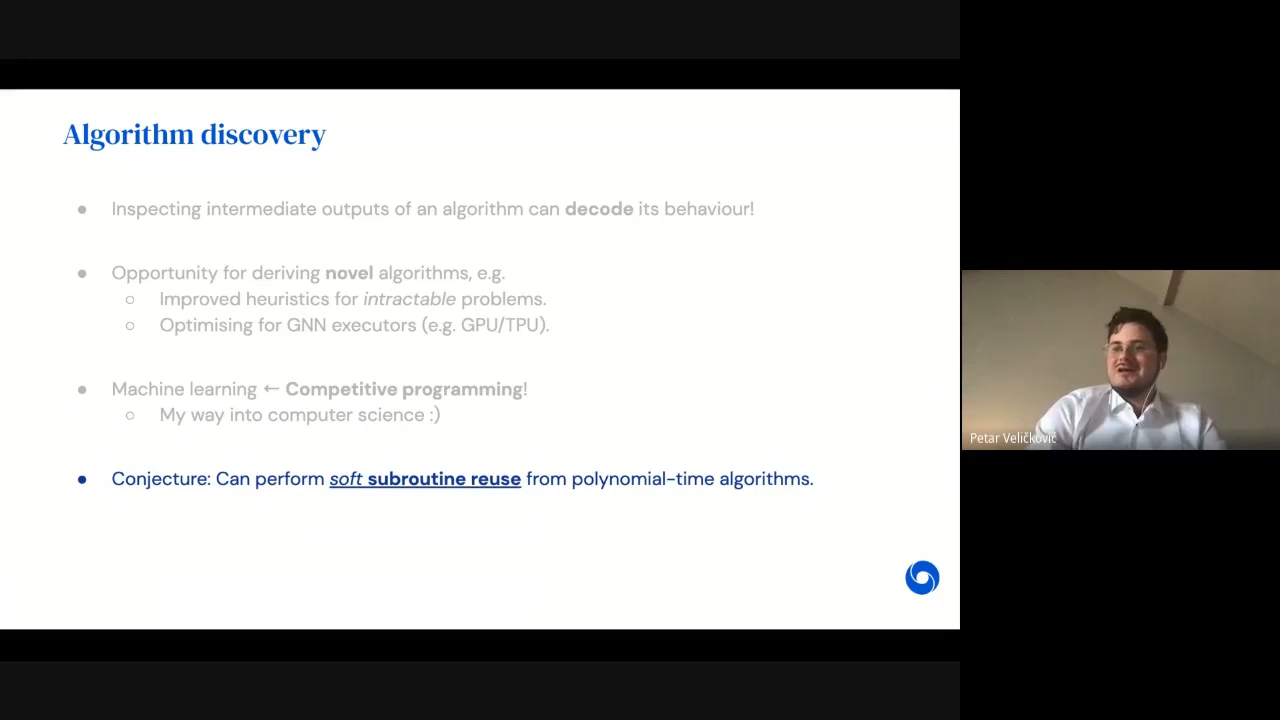 Algorithm discovery
● Inspecting intermediate outputs of an algorithm can decode its behaviour!
● Opportunity for deriving novel algorithms, e.g.
○ Improved heuristics for intractable problems.
○ Optimising for GNN executors (e.g. GPU/TPU).
● Machine learning ← Competitive programming!
○ My way into computer science :)
● Conjecture: Can perform soft subroutine reuse from polynomial-time algorithms.
Petar Veličković